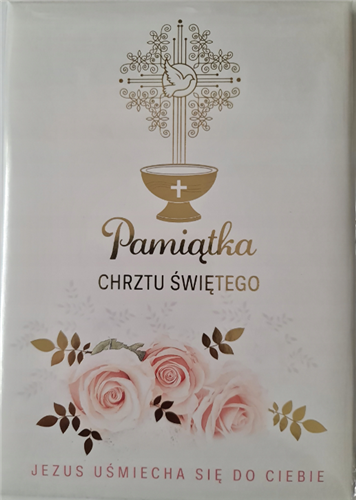 Pamiątka
CHRZTU ŚWIĘTEGO
JEZUS UŚMIECHA SIĘ DO CIEBIE